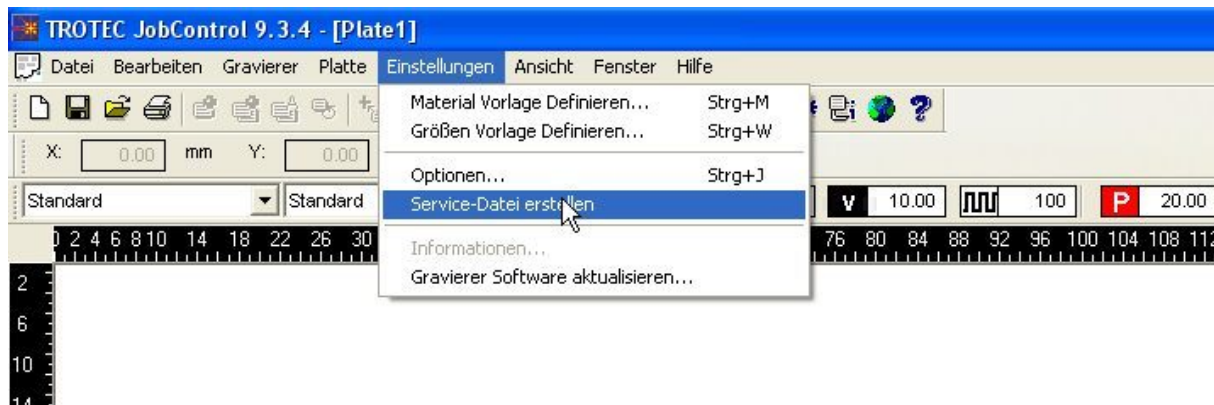 TROTEC JobControl 9.3.4 - [Plate1]
Datei Bearbeiten Gravierer Platte Einstellungen Ansicht Fenster Hilfe
Material Vorlage Definieren... Strg+M
Größen Vorlage Definieren... Strg+W
X: 0.00 mm Y: 0.00
Optionen... Strg+J
Standard Standard
Service-Datei erstellen
V 10.00 100 P 20.00
0 2 4 6 8 10 14 18 22 26 30 76 80 84 88 92 96 100 104 108 112
Informationen...
Gravierer Software aktualisieren...
2
6
10
14